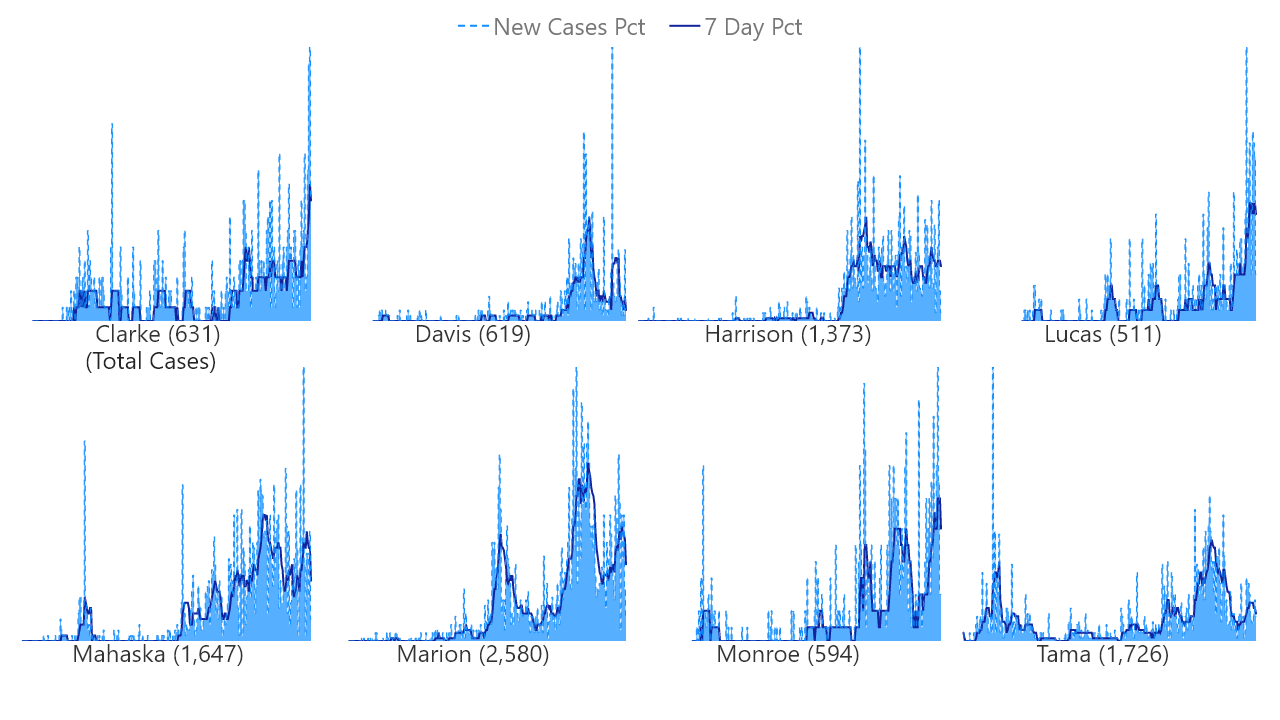 New Cases Pct 7 Day Pct
Clarke (631) Davis (619) Harrison (1,373) Lucas (511)
(Total Cases)
Mahaska (1,647) Marion (2,580) Monroe (594) Tama (1,726)